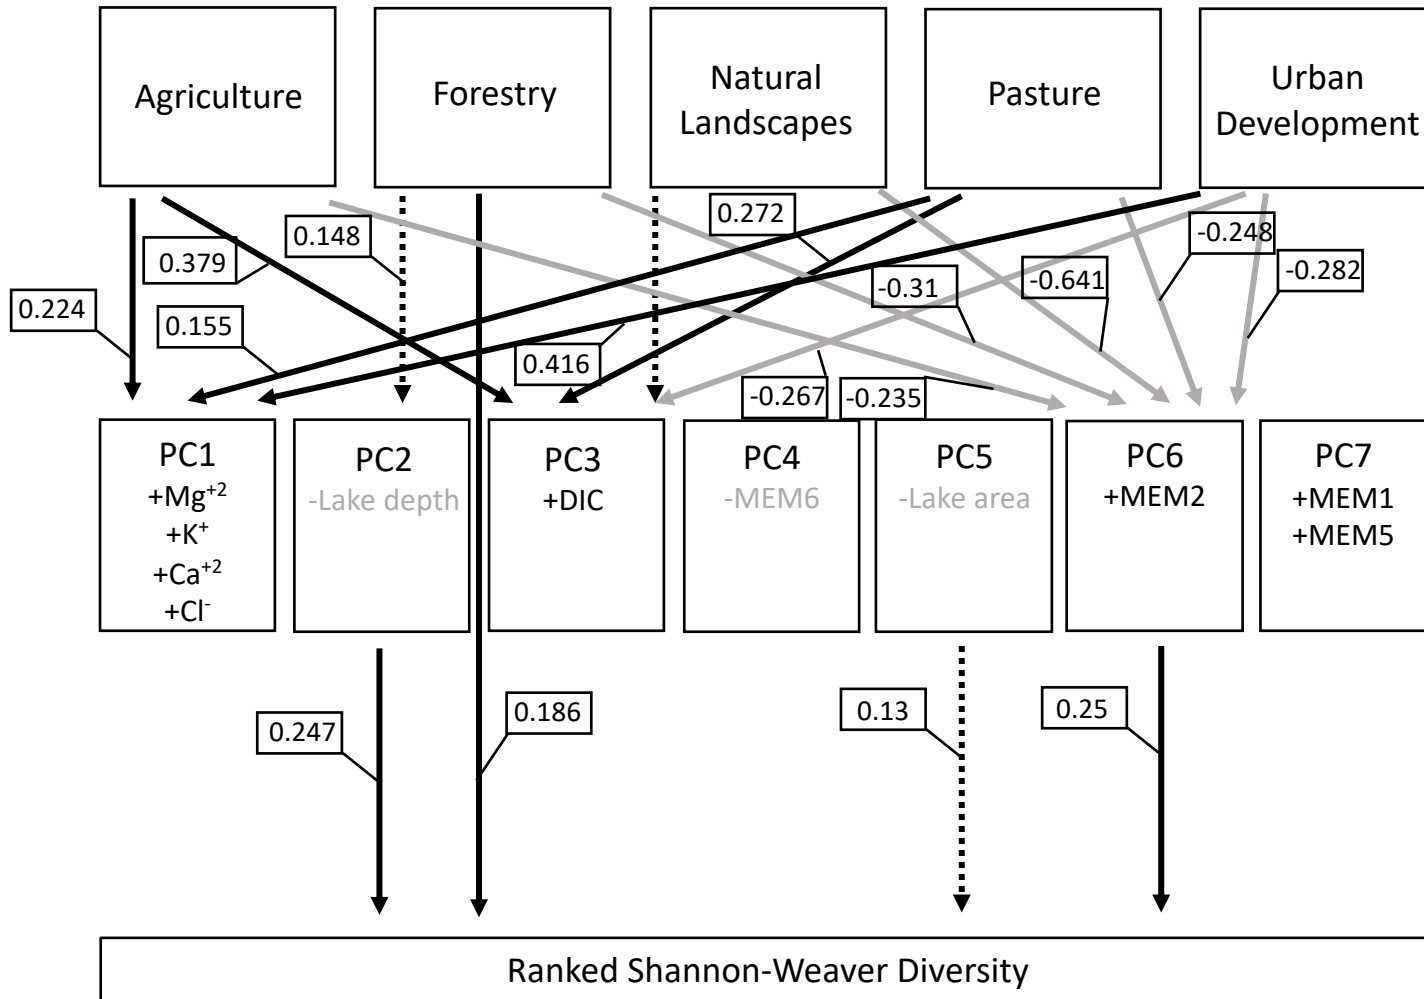 Agriculture
Forestry
Natural
Landscapes
Pasture
Urban
Development
0.148
0.272
-0.248
0.379
-0.282
-0.31
-0.641
0.224
0.155
0.416
-0.267
-0.235
PC1
+Mg⁺²
+K⁺
+Ca⁺²
+Cl⁻
PC2
-Lake depth
PC3
+DIC
PC4
-MEM6
PC5
-Lake area
PC6
+MEM2
PC7
+MEM1
+MEM5
0.247
0.186
0.13
0.25
Ranked Shannon-Weaver Diversity